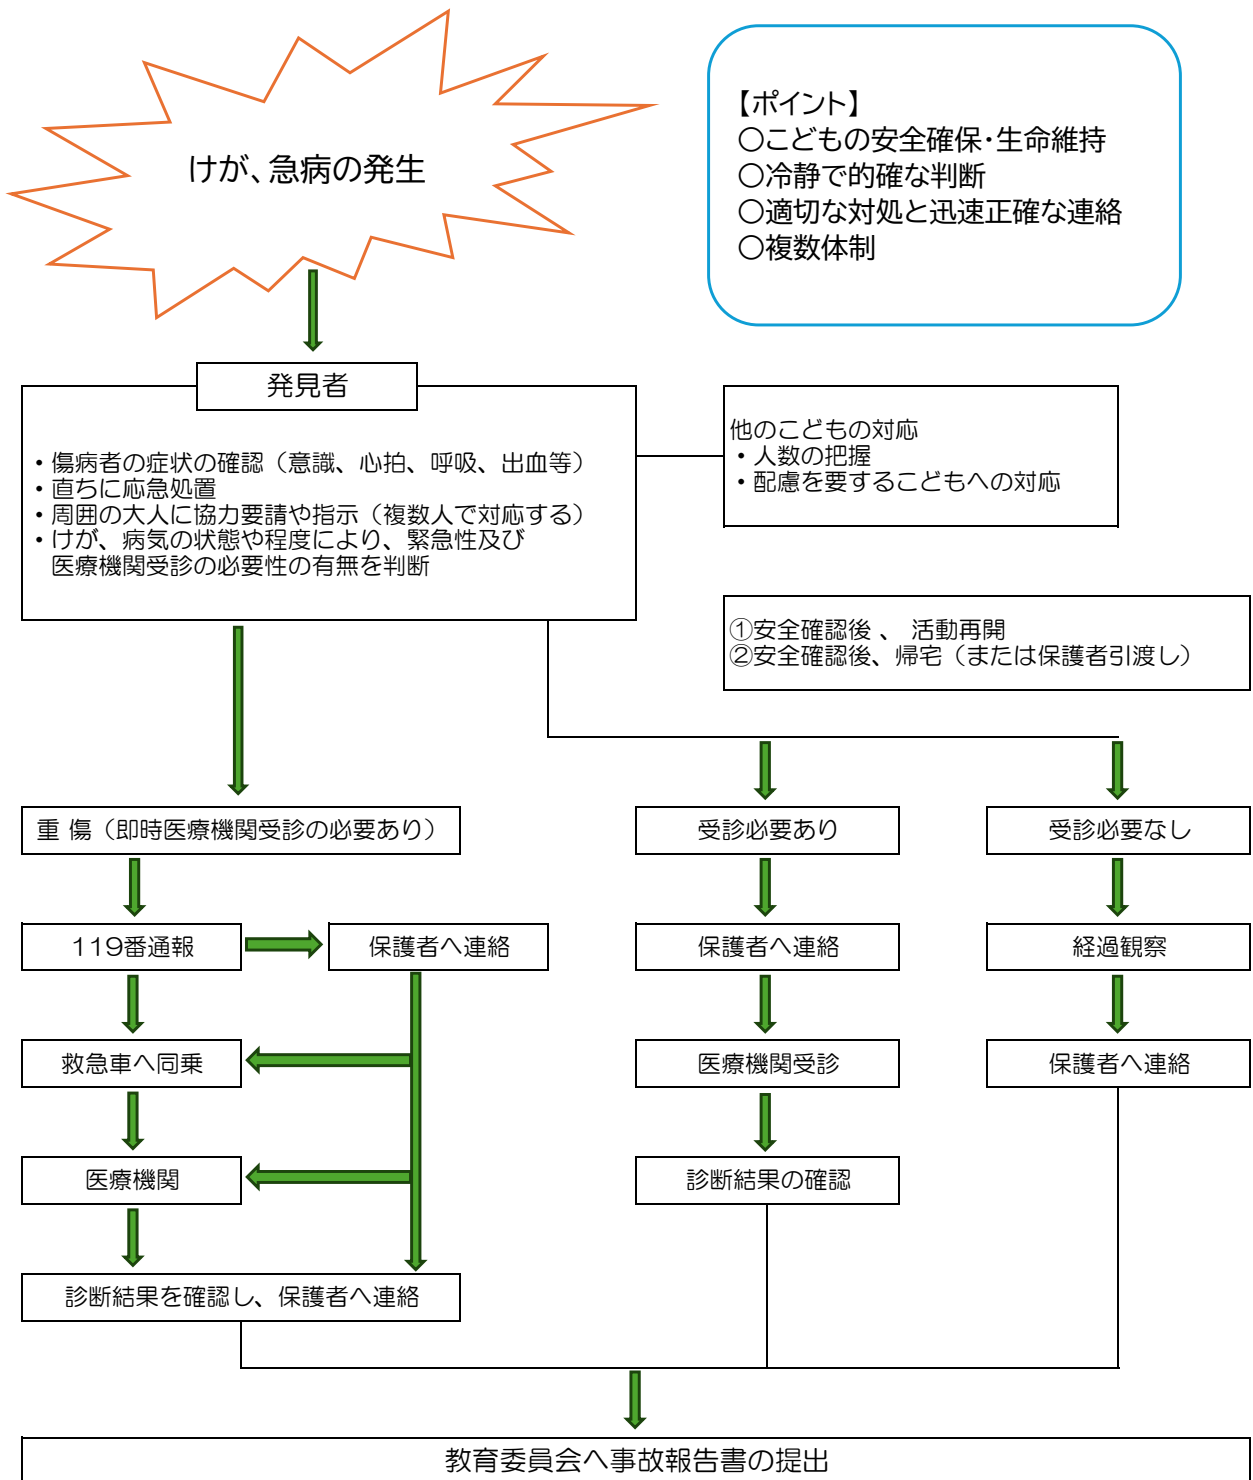 けが、急病の発生
【ポイント】
〇こどもの安全確保・生命維持
〇冷静で的確な判断
〇適切な対処と迅速正確な連絡
〇複数体制
発見者
・傷病者の症状の確認（意識、心拍、呼吸、出血等）
・直ちに応急処置
・周囲の大人に協力要請や指示（複数人で対応する）
・けが、病気の状態や程度により、緊急性及び
医療機関受診の必要性の有無を判断
他のこどもの対応
・人数の把握
・配慮を要するこどもへの対応
①安全確認後 、 活動再開
②安全確認後、帰宅（または保護者引渡し）
重 傷（即時医療機関受診の必要あり）
受診必要あり
受診必要なし
119番通報
保護者へ連絡
保護者へ連絡
経過観察
救急車へ同乗
医療機関受診
保護者へ連絡
医療機関
診断結果の確認
診断結果を確認し、保護者へ連絡
教育委員会へ事故報告書の提出